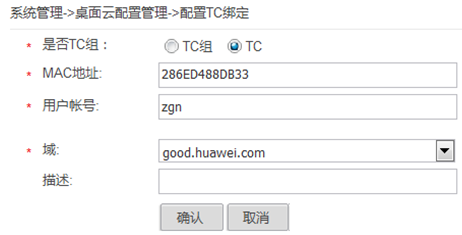 系统管理->桌面云配置管理->配置TC绑定
* 是否TC组： TC组 TC
* MAC地址: 286ED488DB33
* 用户帐号: zgn
* 域: good.huawei.com
描述:
确认 取消